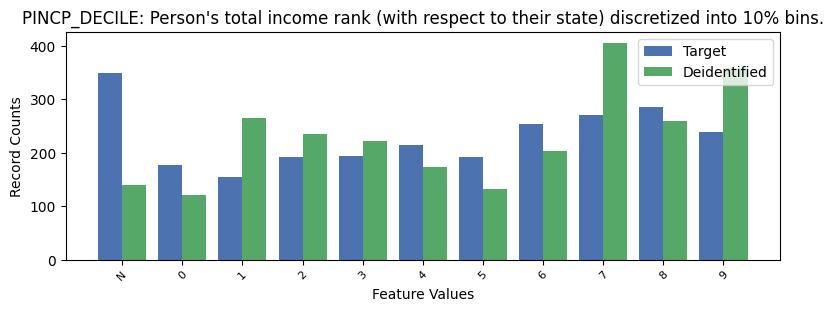 PINCP_DECILE: Person's total income rank (with respect to their state) discretized into 10% bins.
Target
Deidentified
400
300
200
100
0
Record Counts
N 0 1 2 3 4 5 6 7 8 9
Feature Values